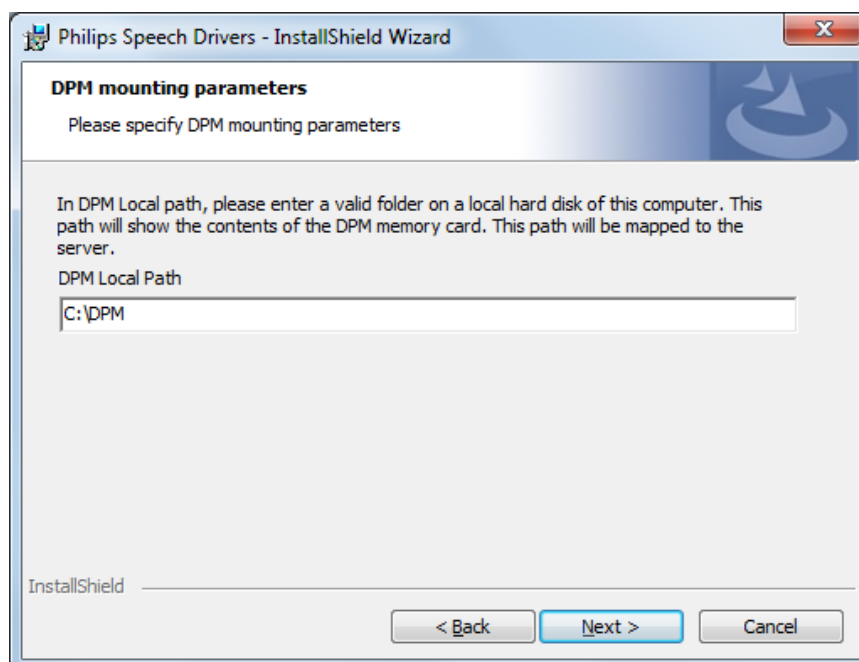 Philips Speech Drivers - InstallShield Wizard
DPM mounting parameters
Please specify DPM mounting parameters
In DPM Local path, please enter a valid folder on a local hard disk of this computer. This
path will show the contents of the DPM memory card. This path will be mapped to the
server.
DPM Local Path
C:\DPM
InstallShield
< Back
Next >
Cancel